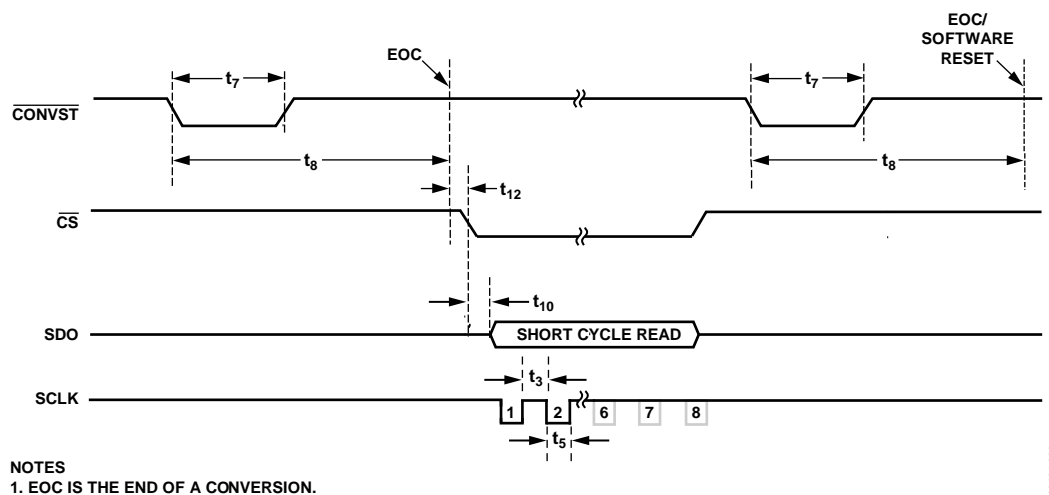 EOC
EOC/
SOFTWARE
RESET
t7
t7
CONVST
t8
t8
t12
CS
t10
SDO
SHORT CYCLE READ
t3
SCLK
1
2
6
7
8
t5
NOTES
1. EOC IS THE END OF A CONVERSION.